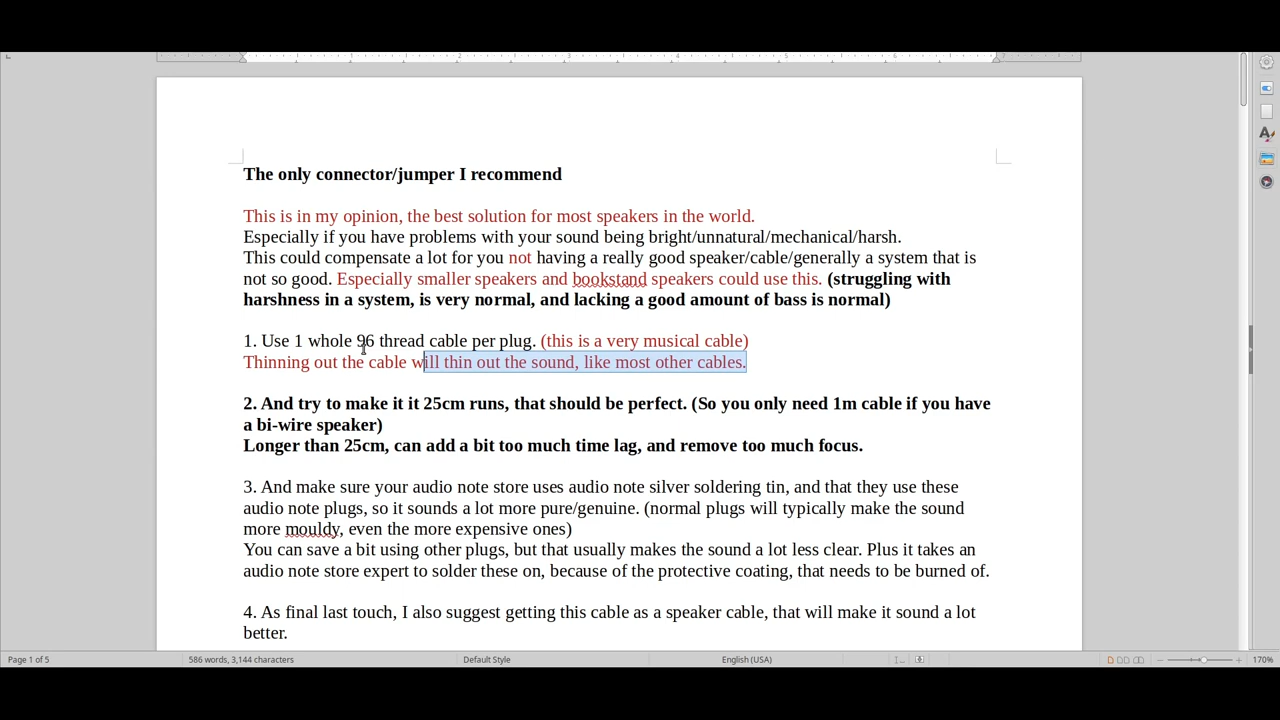 The only connector/jumper I recommend
This is in my opinion, the best solution for most speakers in the world.
Especially if you have problems with your sound being bright/unnatural/mechanical/harsh.
This could compensate a lot for you not having a really good speaker/cable/generally a system that is
not so good. Especially smaller speakers and bookstand speakers could use this. (struggling with
harshness in a system, is very normal, and lacking a good amount of bass is normal)
1. Use 1 whole 96 thread cable per plug. (this is a very musical cable)
Thinning out the cable will thin out the sound, like most other cables.
2. And try to make it it 25cm runs, that should be perfect. (So you only need 1m cable if you have
a bi-wire speaker)
Longer than 25cm, can add a bit too much time lag, and remove too much focus.
3. And make sure your audio note store uses audio note silver soldering tin, and that they use these
audio note plugs, so it sounds a lot more pure/genuine. (normal plugs will typically make the sound
more mouldy, even the more expensive ones)
You can save a bit using other plugs, but that usually makes the sound a lot less clear. Plus it takes an
audio note store expert to solder these on, because of the protective coating, that needs to be burned of.
4. As final last touch, I also suggest getting this cable as a speaker cable, that will make it sound a lot
better.
Page 1 of 5 586 words, 3,144 characters Default Style English (USA) 170%